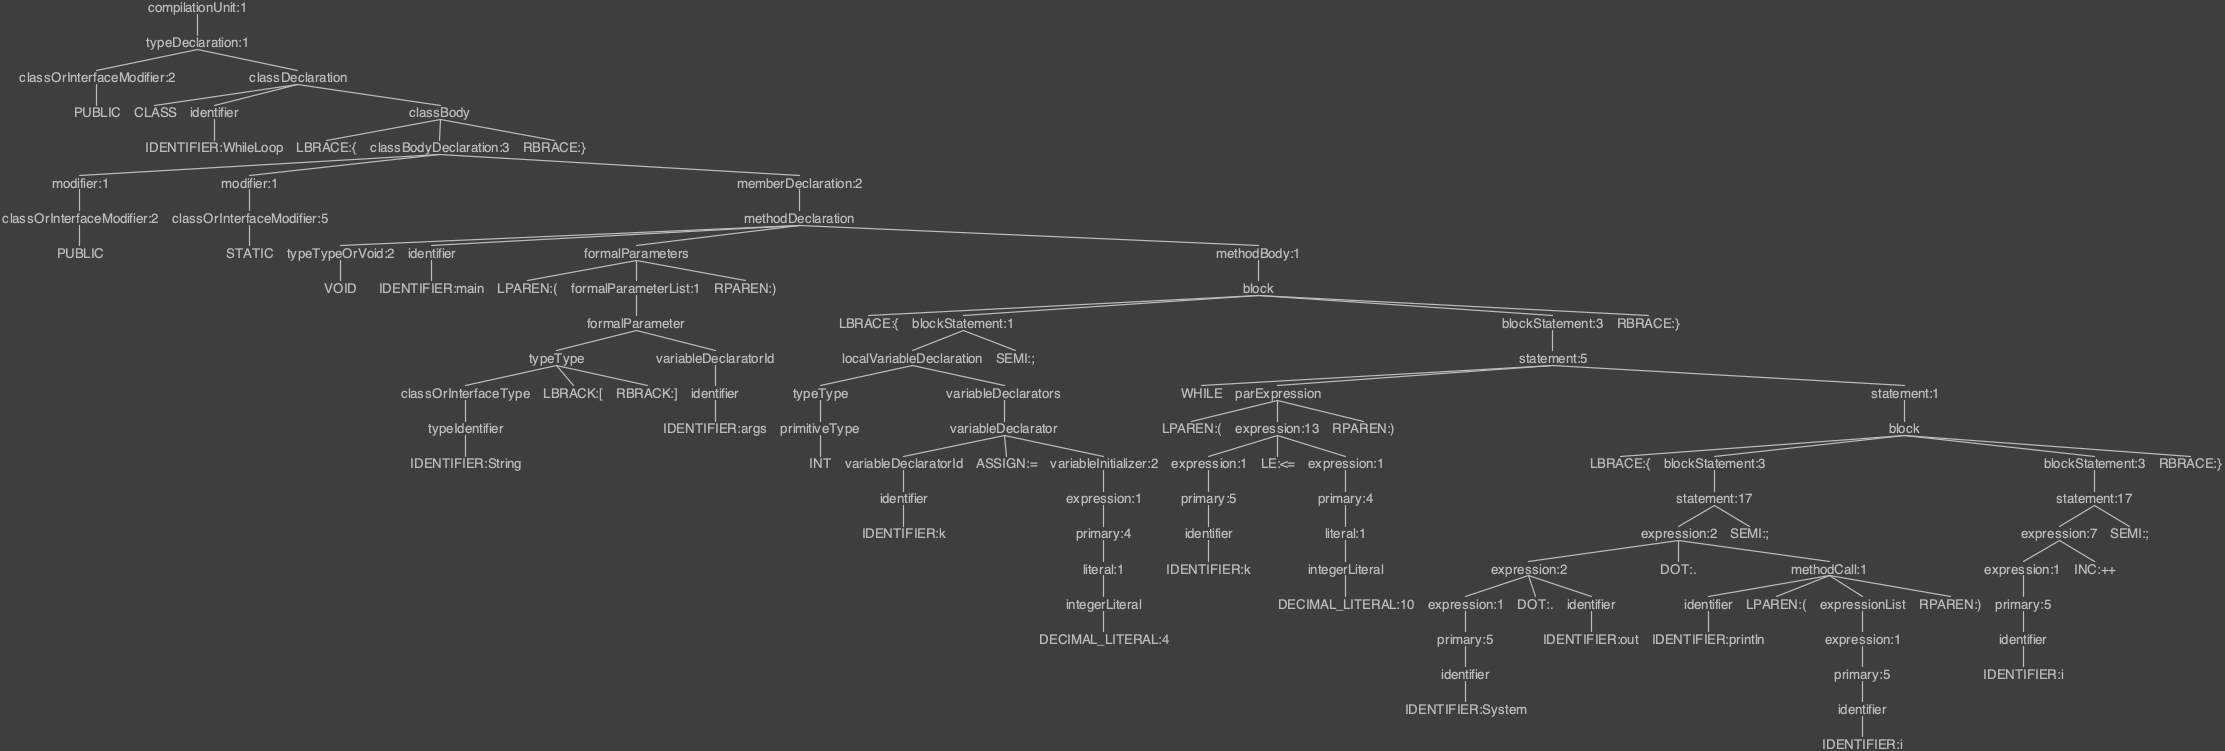 compilationUnit:1
typeDeclaration:1
classOrInterfaceModifier:2 classDeclaration
PUBLIC CLASS identifier classBody
IDENTIFIER:WhileLoop LBRACE:{ classBodyDeclaration:3 RBRACE:}
modifier:1 modifier:1 memberDeclaration:2
classOrInterfaceModifier:2 classOrInterfaceModifier:5 methodDeclaration
PUBLIC STATIC typeTypeOrVoid:2 identifier formalParameters methodBody:1
VOID IDENTIFIER:main LPAREN:( formalParameterList:1 RPAREN:) block
formalParameter LBRACE:{ blockStatement:1 blockStatement:3 RBRACE:}
typeType variableDeclaratorId localVariableDeclaration SEMI:; statement:5
classOrInterfaceType LBRACK:[ RBRACK:] identifier typeType variableDeclarators WHILE parExpression statement:1
typeIdentifier IDENTIFIER:args primitiveType variableDeclarator LPAREN:( expression:13 RPAREN:) block
IDENTIFIER:String INT variableDeclaratorId ASSIGN:= variableInitializer:2 expression:1 LE:<= expression:1 LBRACE:{ blockStatement:3 blockStatement:3 RBRACE:}
identifier expression:1 primary:5 primary:4 statement:17 statement:17
IDENTIFIER:k primary:4 identifier literal:1 expression:2 SEMI:; expression:7 SEMI:;
literal:1 IDENTIFIER:k integerLiteral expression:2 DOT:. methodCall:1 expression:1 INC:++
integerLiteral DECIMAL_LITERAL:10 expression:1 DOT:. identifier identifier LPAREN:( expressionList RPAREN:) primary:5
DECIMAL_LITERAL:4 primary:5 IDENTIFIER:out IDENTIFIER:println expression:1 identifier
identifier primary:5 IDENTIFIER:i
IDENTIFIER:System identifier
IDENTIFIER:i